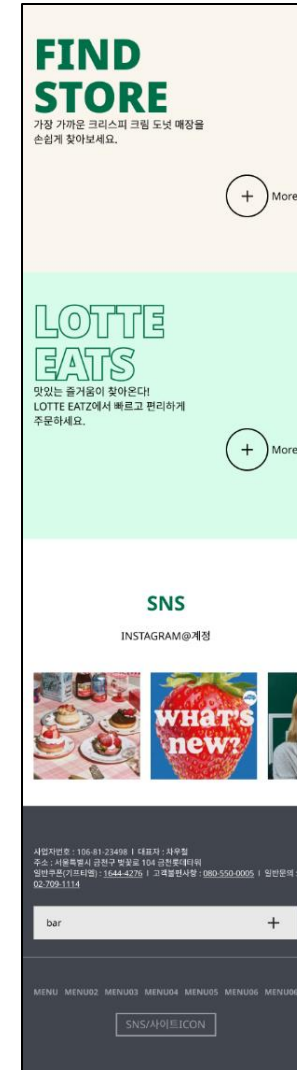 FIND
STORE
가장 가까운 크리스피 크림 도넛 매장을
손쉽게 찾아보세요.
More
LOTTE
EATS
맛있는 즐거움이 찾아온다!
LOTTE EATZ에서 빠르고 편리하게
주문하세요.
More
SNS
INSTAGRAM@계정
WHAT'S
new?
사업자번호 : 106-81-23498 I 대표자 : 차우철
주소 : 서울특별시 금천구 벚꽃로 104 금천롯데타워
일반쿠폰(기프티엘) : 1644-4276 I 고객불편사항 : 080-550-0005 I 일반문의 :
02-709-1114
bar
MENU MENU02 MENU03 MENU04 MENU05 MENU06 MENU06
SNS/사이트ICON